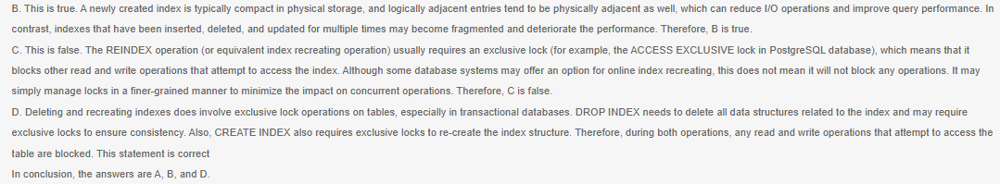 B. This is true. A newly created index is typically compact in physical storage, and logically adjacent entries tend to be physically adjacent as well, which can reduce I/O operations and improve query performance. In
contrast, indexes that have been inserted, deleted, and updated for multiple times may become fragmented and deteriorate the performance. Therefore, B is true.
C. This is false. The REINDEX operation (or equivalent index recreating operation) usually requires an exclusive lock (for example, the ACCESS EXCLUSIVE lock in PostgreSQL database), which means that it
blocks other read and write operations that attempt to access the index. Although some database systems may offer an option for online index recreating, this does not mean it will not block any operations. It may
simply manage locks in a finer-grained manner to minimize the impact on concurrent operations. Therefore, C is false.
D. Deleting and recreating indexes does involve exclusive lock operations on tables, especially in transactional databases. DROP INDEX needs to delete all data structures related to the index and may require
exclusive locks to ensure consistency. Also, CREATE INDEX also requires exclusive locks to re-create the index structure. Therefore, during both operations, any read and write operations that attempt to access the
table are blocked. This statement is correct
In conclusion, the answers are A, B, and D.